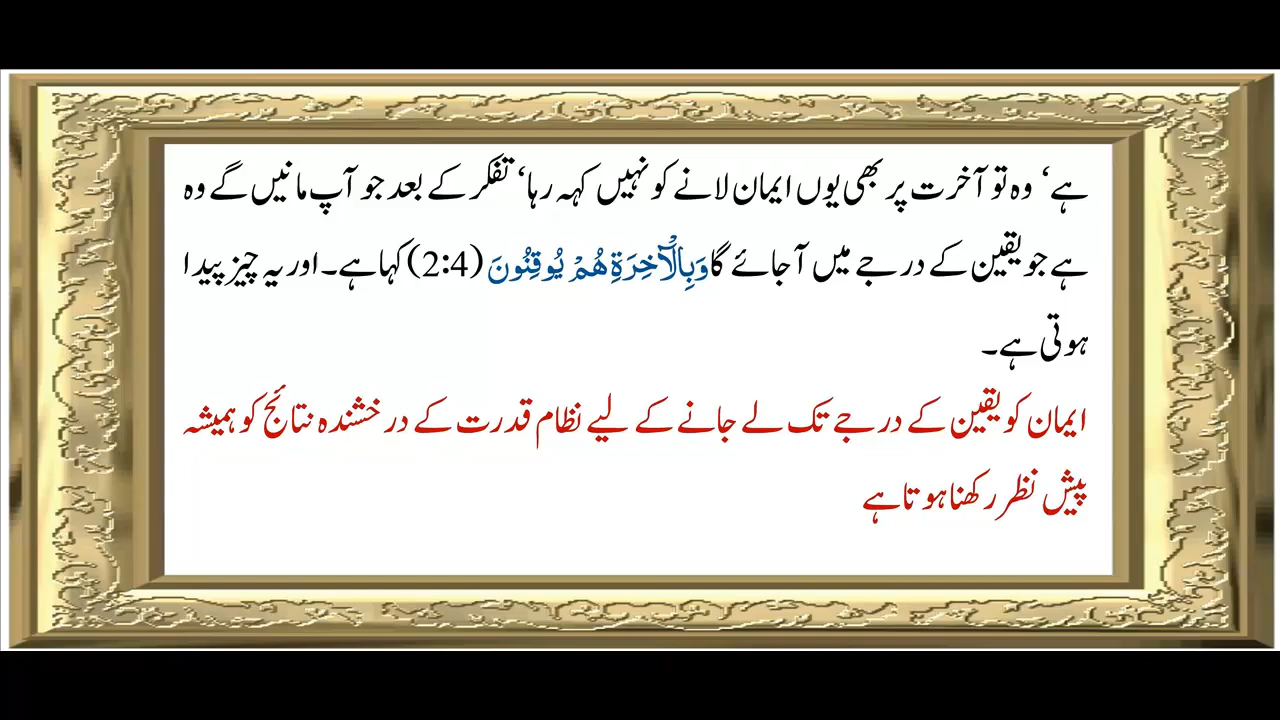 ہے‘ وہ تو آخرت پر بھی یوں ایمان لانے کو نہیں کہہ رہا‘ تفکر کے بعد جو آپ مانیں گے وہ
ہے جو یقین کے درجے میں آ جائے گا وَبِالْآخِرَةِ هُمْ يُوقِنُونَ (2:4) کہا ہے۔ اور یہ چیز پیدا
ہوتی ہے۔
ایمان کو یقین کے درجے تک لے جانے کے لیے نظام قدرت کے درخشندہ نتائج کو ہمیشہ
پیش نظر رکھنا ہوتا ہے